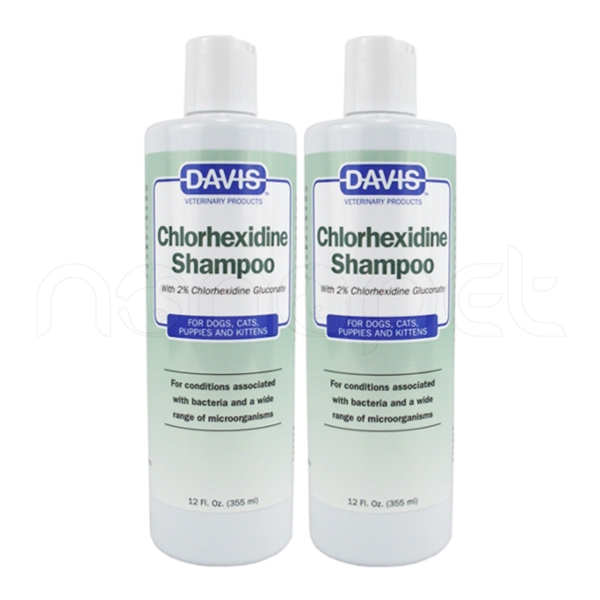 DAVIS™
VETERINARY PRODUCTS
Chlorhexidine
Shampoo
With 2% Chlorhexidine Gluconate
FOR DOGS, CATS,
PUPPIES AND KITTENS
For conditions associated
with bacteria and a wide
range of microorganisms
12 Fl. Oz. (355 ml)
DAVIS™
VETERINARY PRODUCTS
Chlorhexidine
Shampoo
With 2% Chlorhexidine Gluconate
FOR DOGS, CATS,
PUPPIES AND KITTENS
For conditions associated
with bacteria and a wide
range of microorganisms
12 Fl. Oz. (355 ml)